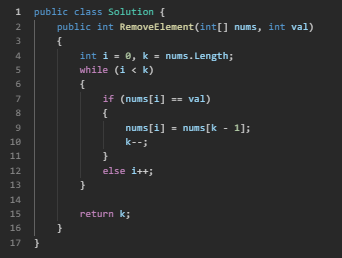 1 public class Solution {
2     public int RemoveElement(int[] nums, int val)
3     {
4         int i = 0, k = nums.Length;
5         while (i < k)
6         {
7             if (nums[i] == val)
8             {
9                 nums[i] = nums[k - 1];
10                 k--;
11             }
12             else i++;
13         }
14
15         return k;
16     }
17 }